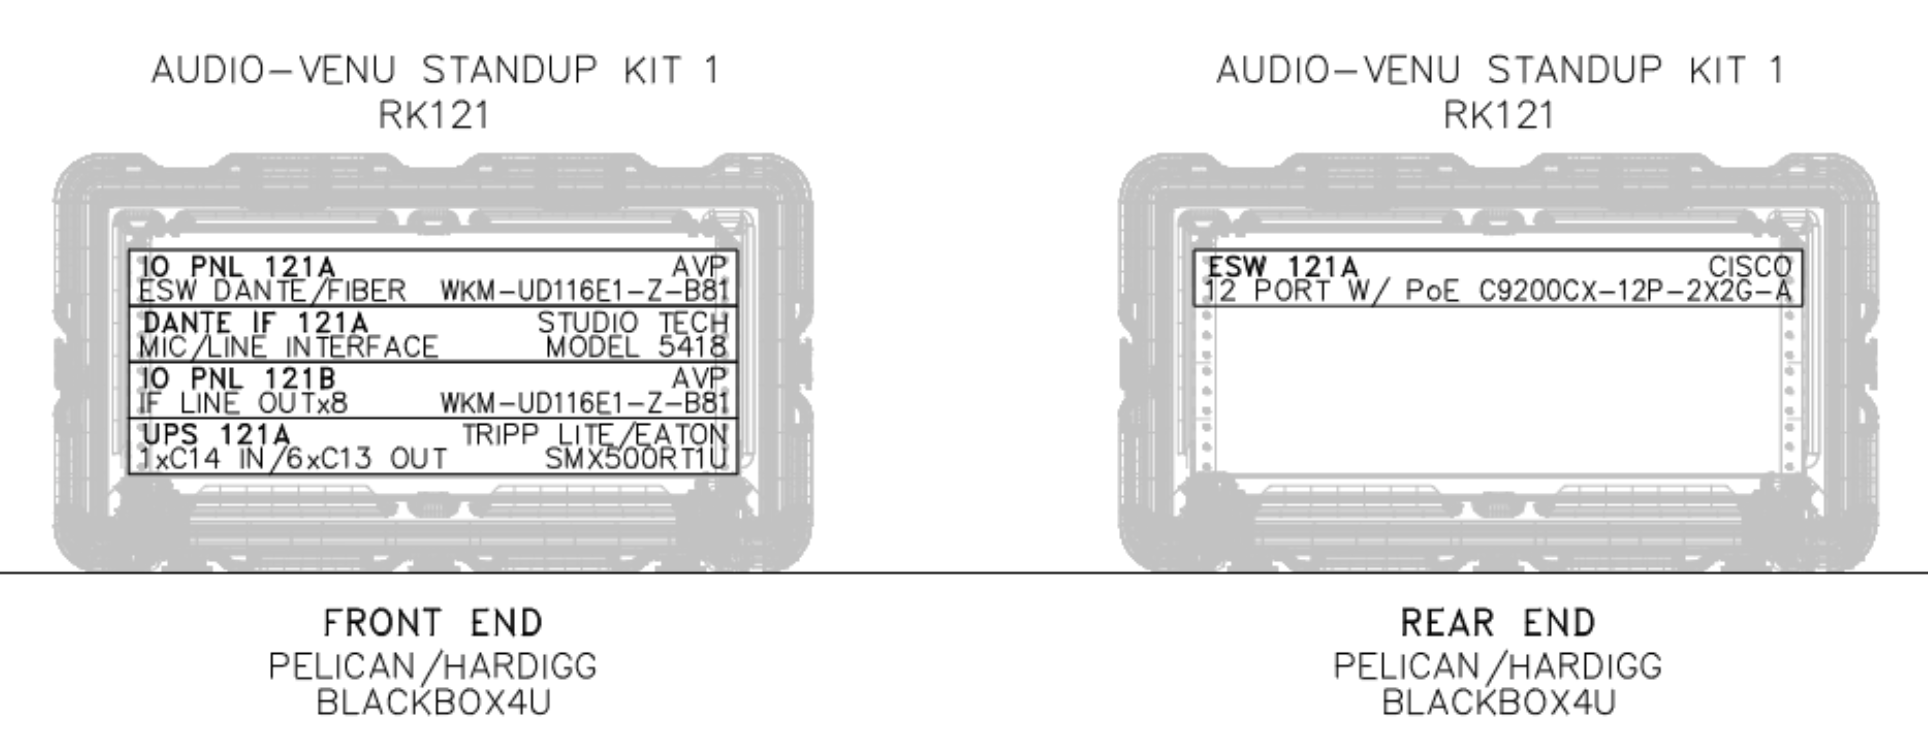 AUDIO-VENU STANDUP KIT 1
RK121
IO PNL 121A AVP
ESW DANTE/FIBER WKM-UD116E1-Z-B81
DANTE IF 121A STUDIO TECH
MIC/LINE INTERFACE MODEL 5418
IO PNL 121B AVP
IF LINE OUTx8 WKM-UD116E1-Z-B81
UPS 121A TRIPP LITE/EATON
1xC14 IN/6xC13 OUT SMX500RT1U
FRONT END
PELICAN/HARDIGG
BLACKBOX4U
AUDIO-VENU STANDUP KIT 1
RK121
ESW 121A CISCO
12 PORT W/ PoE C9200CX-12P-2X2G-A
REAR END
PELICAN/HARDIGG
BLACKBOX4U